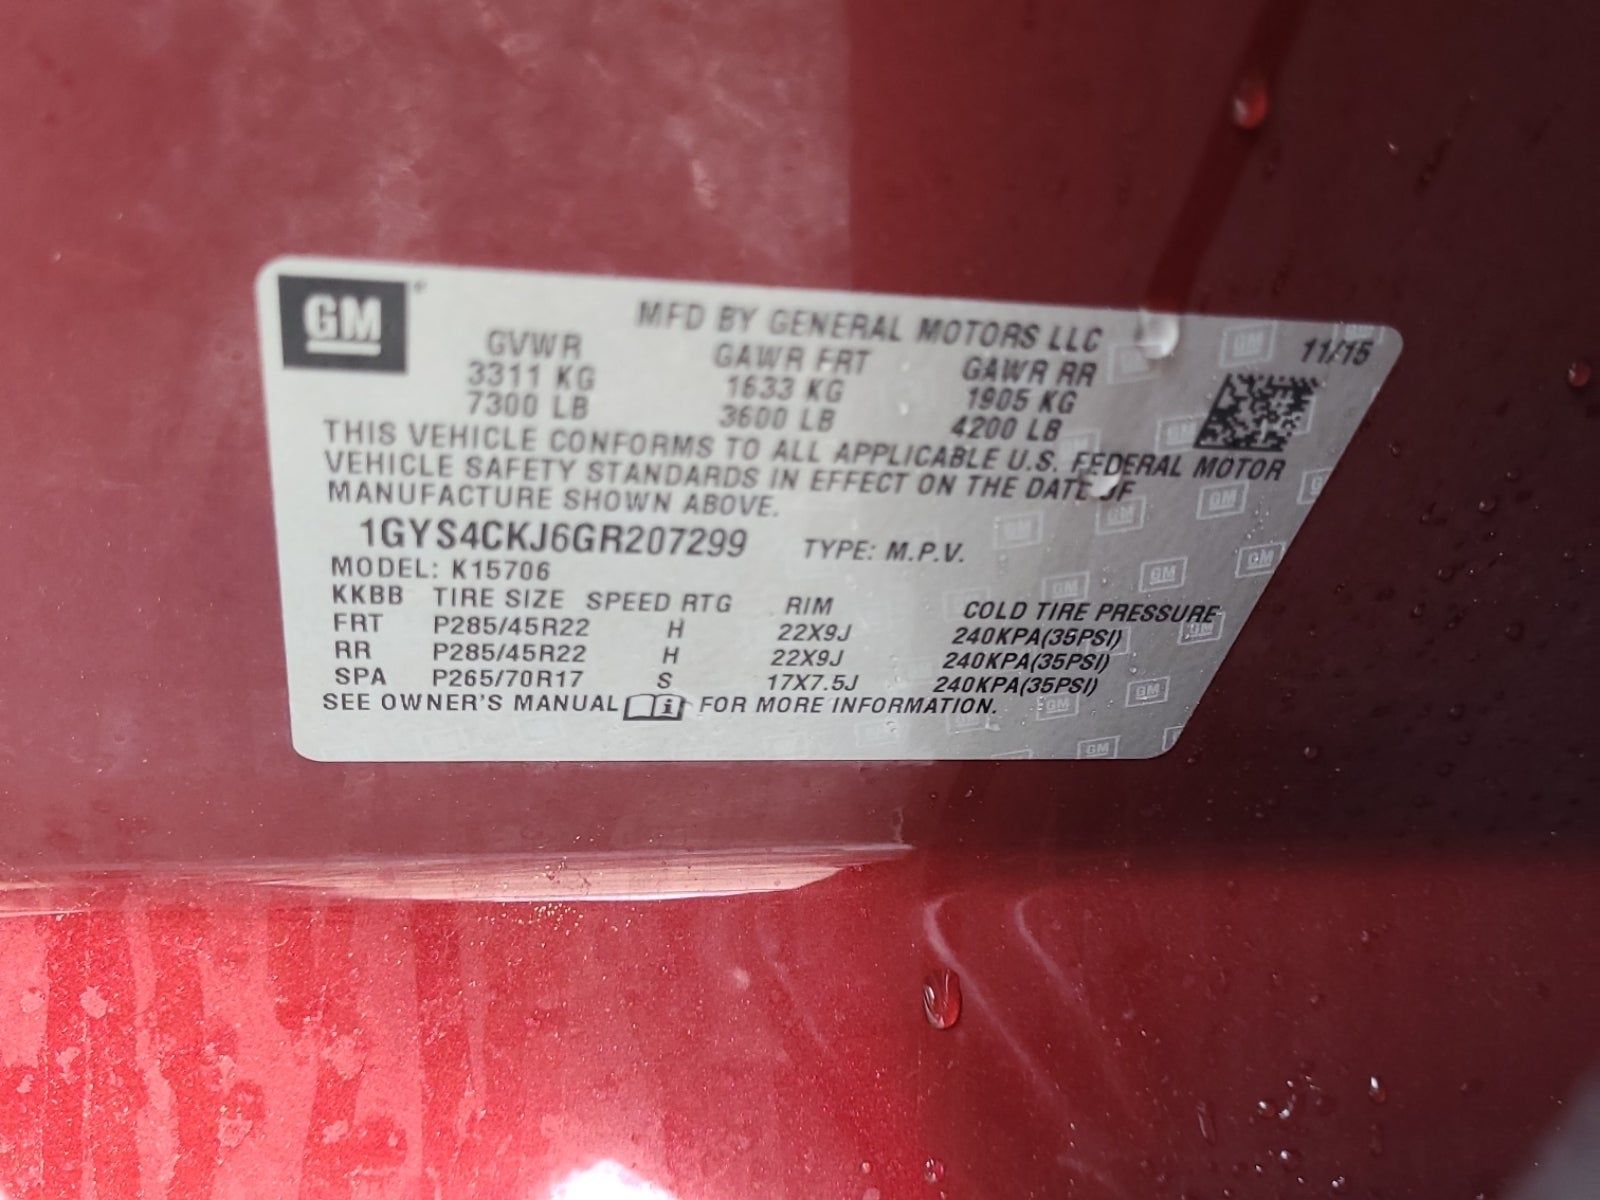 GM
MFD BY GENERAL MOTORS LLC 11/15
GVWR GAWR FRT GAWR RR
3311 KG 1633 KG 1905 KG
7300 LB 3600 LB 4200 LB
THIS VEHICLE CONFORMS TO ALL APPLICABLE U.S. FEDERAL MOTOR
VEHICLE SAFETY STANDARDS IN EFFECT ON THE DATE OF
MANUFACTURE SHOWN ABOVE.
1GYS4CKJ6GR207299 TYPE: M.P.V.
MODEL: K15706
KKBB TIRE SIZE SPEED RTG RIM COLD TIRE PRESSURE
FRT P285/45R22 H 22X9J 240KPA(35PSI)
RR P285/45R22 H 22X9J 240KPA(35PSI)
SPA P265/70R17 S 17X7.5J 240KPA(35PSI)
SEE OWNER'S MANUAL FOR MORE INFORMATION.